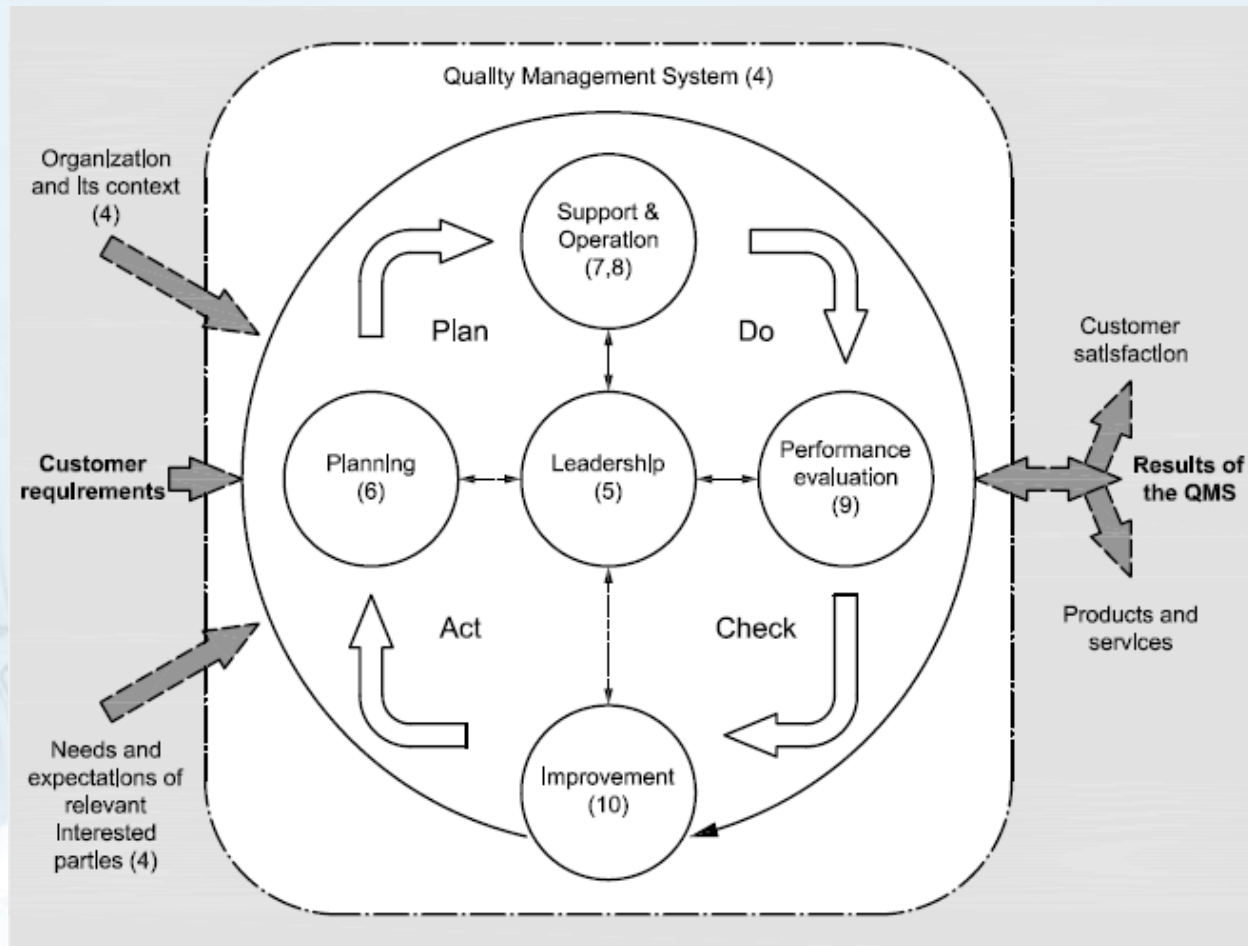 Quality Management System (4)
Organization
and its context
(4)
Support &
Operation
(7,8)
Plan
Do
Customer
satisfaction
Customer
requirements
Planning
(6)
Leadership
(5)
Performance
evaluation
(9)
Results of
the QMS
Act
Check
Products and
services
Needs and
expectations of
relevant
interested
parties (4)
Improvement
(10)